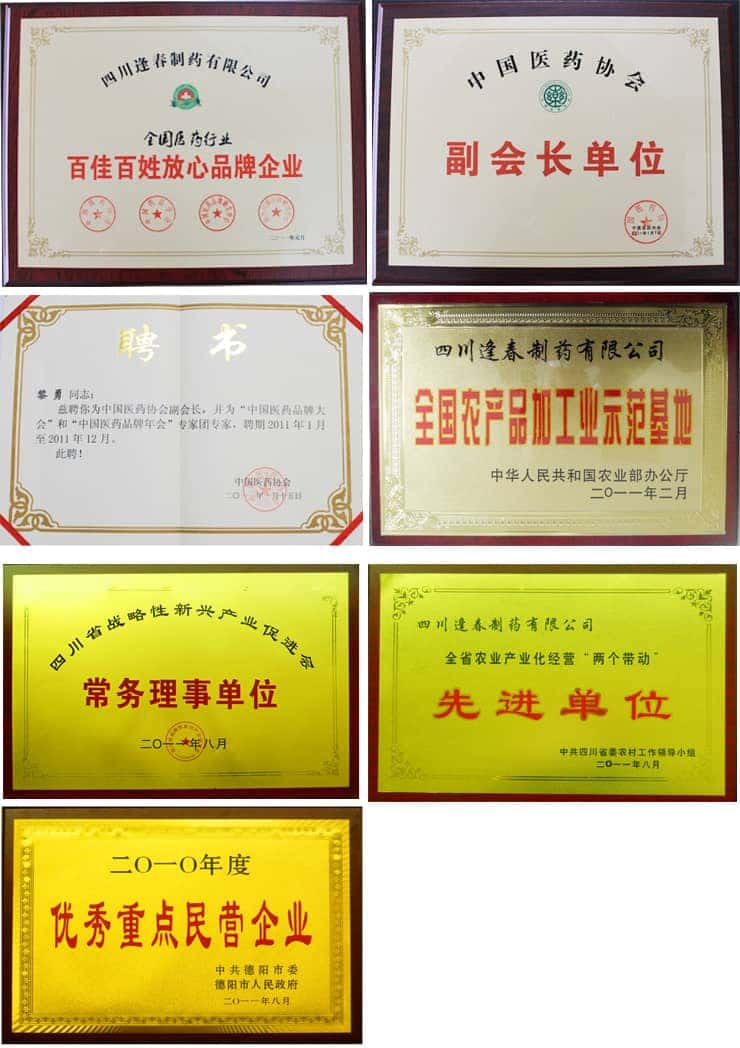 四川逢春制药有限公司
全国医药行业
百佳百姓放心品牌企业
二〇一一年元月
中国医药协会
副会长单位
聘书
黎勇 同志:
兹聘你为中国医药协会副会长，并为“中国医药品牌大
会”和“中国医药品牌年会”专家团专家，聘期2011年1月
至2011年12月。
此聘!
中国医药协会
四川逢春制药有限公司
全国农产品加工业示范基地
中华人民共和国农业部办公厅
二〇一一年二月
四川省战略性新兴产业促进会
常务理事单位
二〇一一年八月
四川逢春制药有限公司
全省农业产业化经营“两个带动”
先进单位
中共四川省委农村工作领导小组
二〇一一年八月
二〇一〇年度
优秀重点民营企业
中共德阳市委
德阳市人民政府
二〇一一年八月